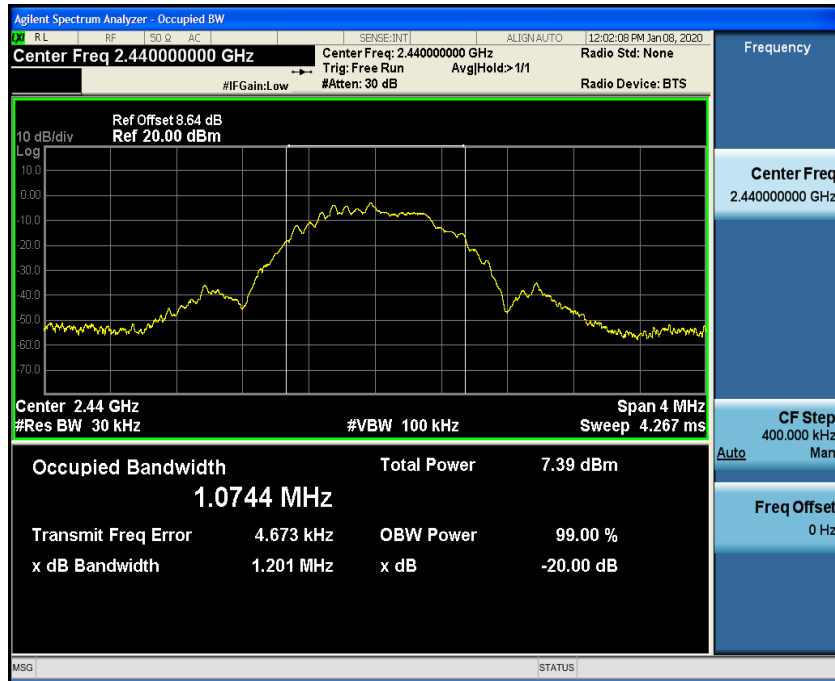 Agilent Spectrum Analyzer - Occupied BW
LXI RL RF 50 Ω AC SENSE:INT ALIGN AUTO 12:02:08 PM Jan 08, 2020
Center Freq 2.440000000 GHz
Center Freq: 2.440000000 GHz
Radio Std: None
Trig: Free Run Avg|Hold:>1/1
#IFGain:Low
#Atten: 30 dB
Radio Device: BTS
Ref Offset 8.64 dB
10 dB/div Ref 20.00 dBm
Log
10.0
0.00
-10.0
-20.0
-30.0
-40.0
-50.0
-60.0
-70.0
Center 2.44 GHz Span 4 MHz
#Res BW 30 kHz #VBW 100 kHz Sweep 4.267 ms
Occupied Bandwidth Total Power 7.39 dBm
1.0744 MHz
Transmit Freq Error 4.673 kHz OBW Power 99.00 %
x dB Bandwidth 1.201 MHz x dB -20.00 dB
MSG STATUS
Frequency
Center Freq
2.440000000 GHz
CF Step
400.000 kHz
Auto Man
Freq Offset
0 Hz